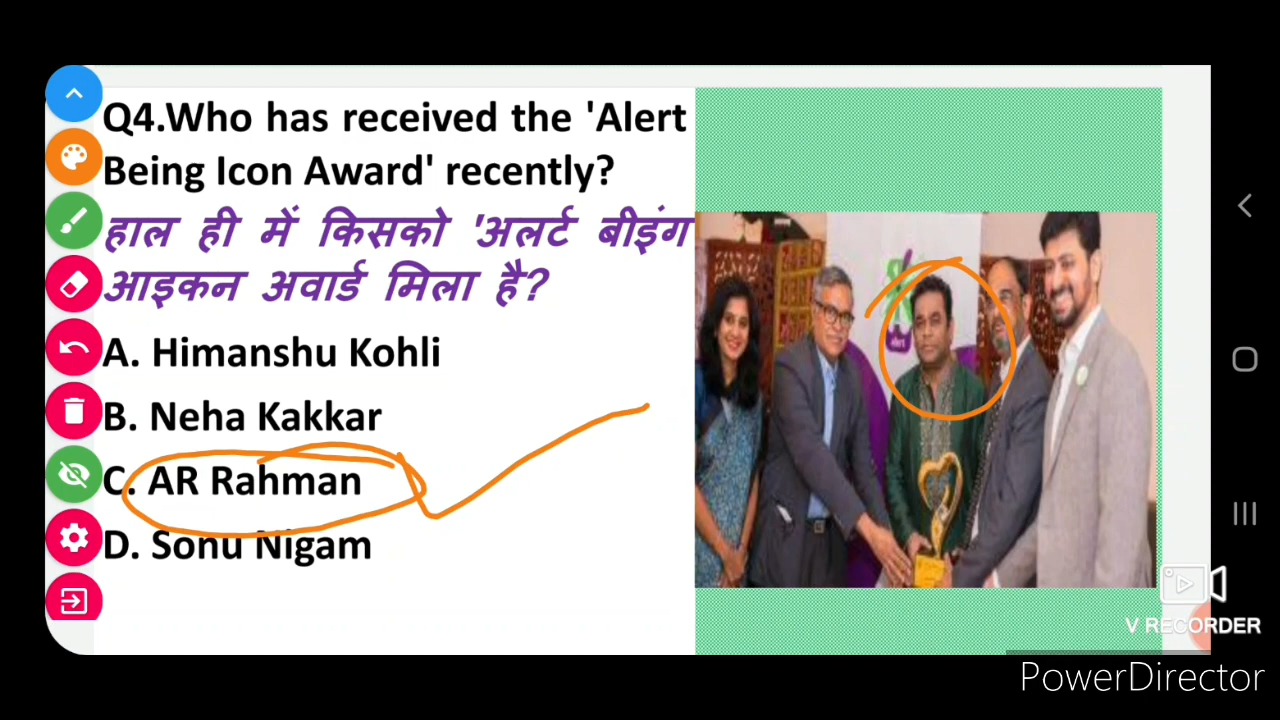 Q4.Who has received the 'Alert
Being Icon Award' recently?
हाल ही में किसको 'अलर्ट बीइंग
आइकन अवार्ड मिला है?
A. Himanshu Kohli
B. Neha Kakkar
C. AR Rahman
D. Sonu Nigam
V RECORDER
PowerDirector